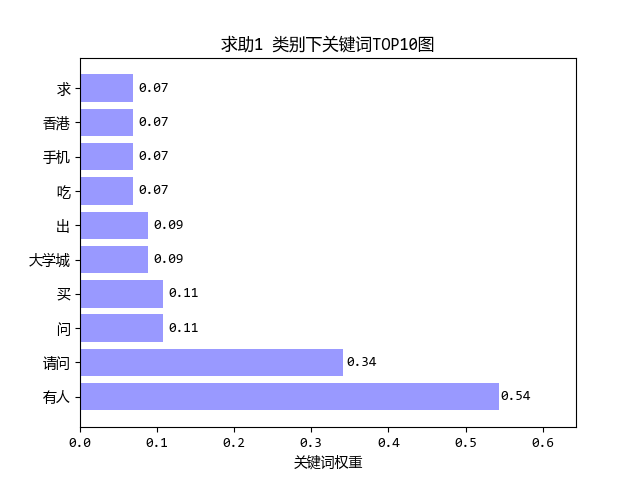 求助1 类别下关键词TOP10图
求 0.07
香港 0.07
手机 0.07
吃 0.07
出 0.09
大学城 0.09
买 0.11
问 0.11
请问 0.34
有人 0.54
0.0 0.1 0.2 0.3 0.4 0.5 0.6
关键词权重